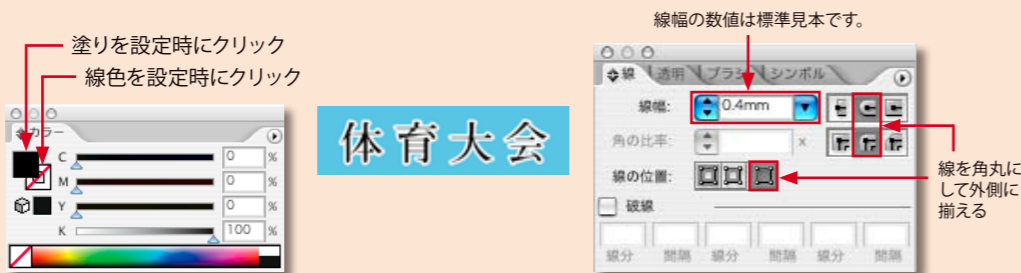 線幅の数値は標準見本です。
塗りを設定時にクリック
線色を設定時にクリック
カラー
C 0 %
M 0 %
Y 0 %
K 100 %
体育大会
線 透明 ブラシ シンボル
線幅: 0.4mm
角の比率: x
線の位置:
破線
線分 間隔 線分 間隔 線分 間隔
線を角丸に
して外側に
揃える